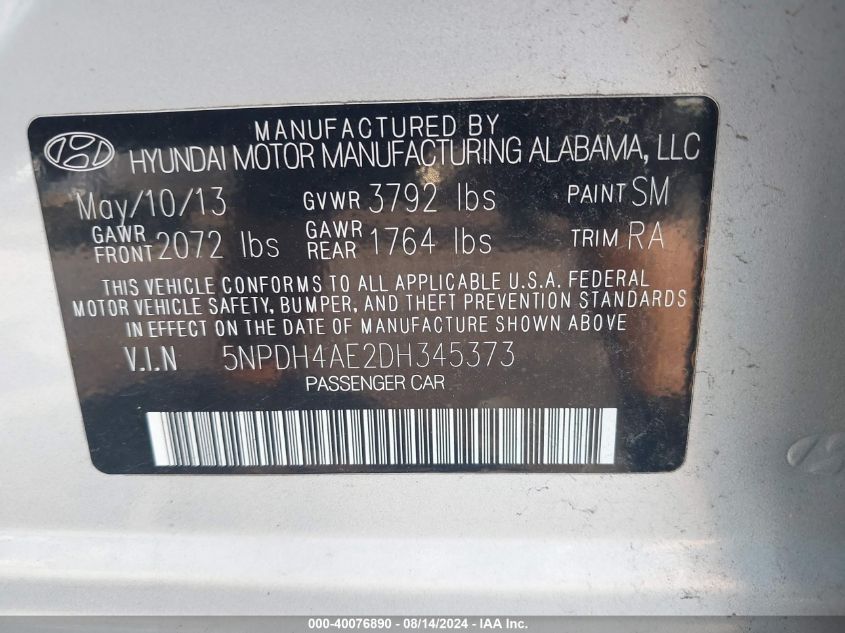 MANUFACTURED BY
HYUNDAI MOTOR MANUFACTURING ALABAMA, LLC
May/10/13 GVWR 3792 lbs PAINT SM
GAWR FRONT 2072 lbs GAWR REAR 1764 lbs TRIM RA
THIS VEHICLE CONFORMS TO ALL APPLICABLE U.S.A. FEDERAL
MOTOR VEHICLE SAFETY, BUMPER, AND THEFT PREVENTION STANDARDS
IN EFFECT ON THE DATE OF MANUFACTURE SHOWN ABOVE
V.I.N 5NPDH4AE2DH345373
PASSENGER CAR
000-40076890 - 08/14/2024 - IAA Inc.